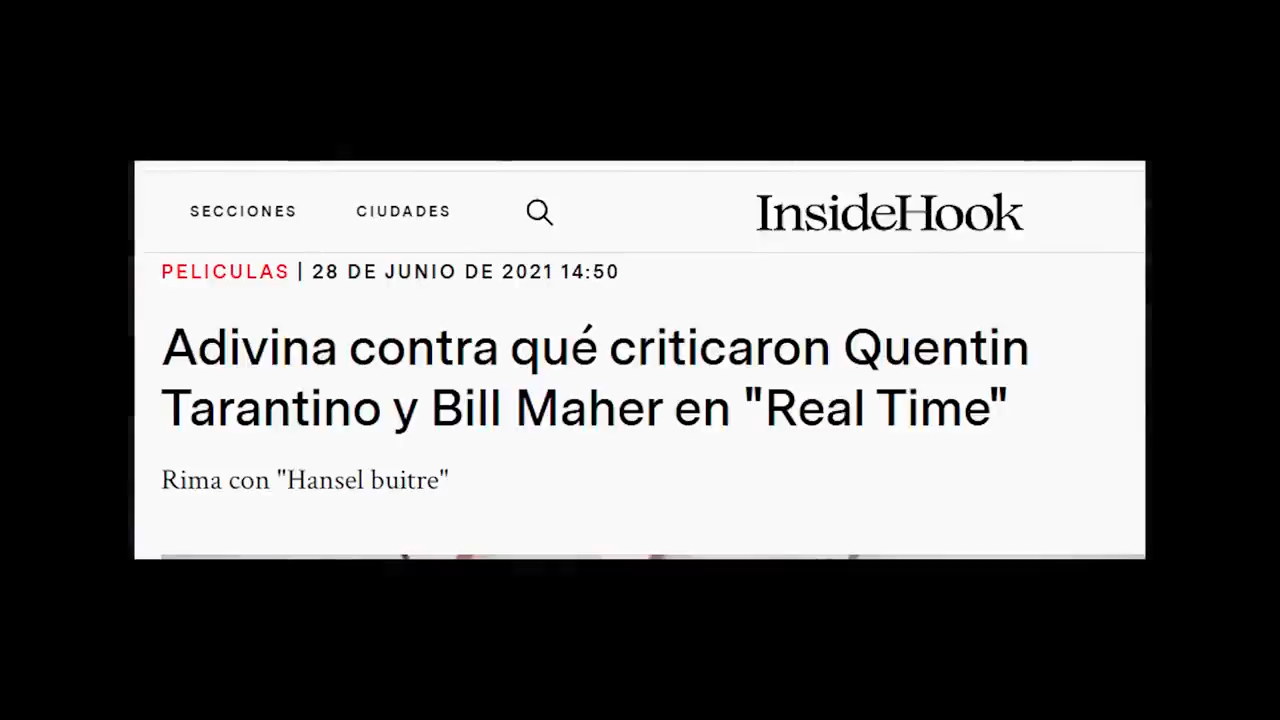 SECCIONES CIUDADES InsideHook
PELICULAS | 28 DE JUNIO DE 2021 14:50
Adivina contra qué criticaron Quentin
Tarantino y Bill Maher en "Real Time"
Rima con "Hansel buitre"